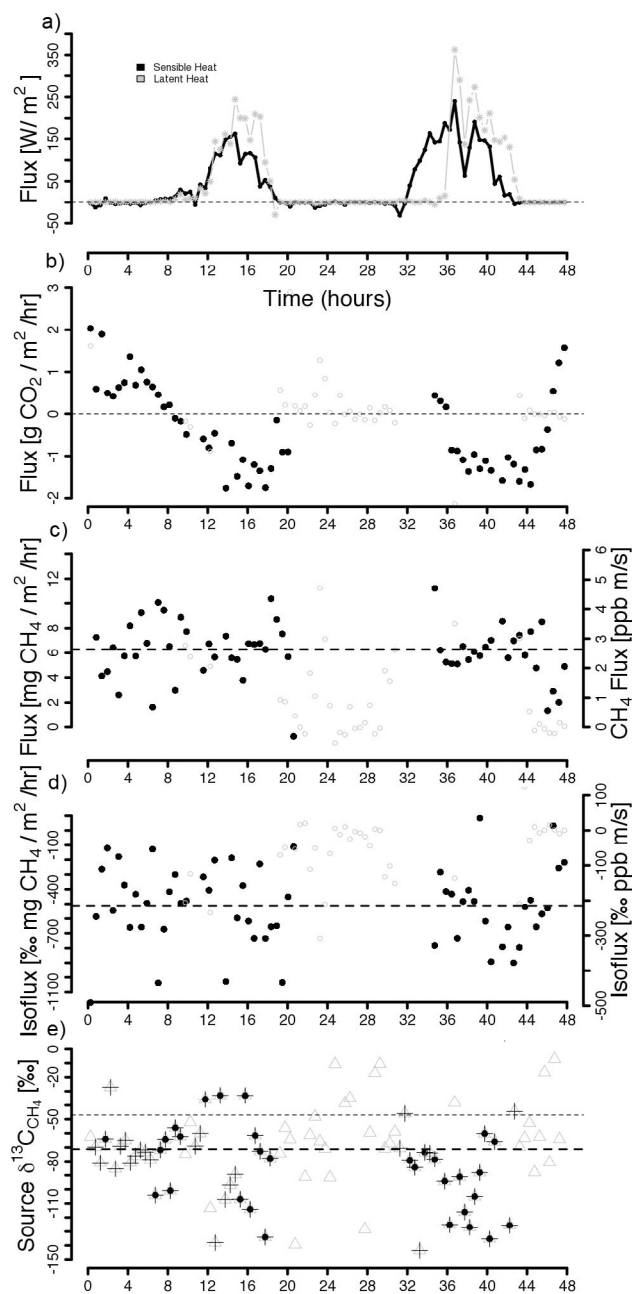 a)
Flux [W/ m²]
350
250
150
50
-50
Sensible Heat
Latent Heat
0 4 8 12 16 20 24 28 32 36 40 44 48
Time (hours)
b)
Flux [g CO₂ / m² /hr]
3
2
1
0
-1
-2
0 4 8 12 16 20 24 28 32 36 40 44 48
c)
Flux [mg CH₄ / m² /hr]
12
8
6
4
2
0
CH₄ Flux [ppb m/s]
6
5
4
3
2
1
0
0 4 8 12 16 20 24 28 32 36 40 44 48
d)
Isoflux [‰ mg CH₄ / m² /hr]
-100
-400
-700
-1100
Isoflux [‰ ppb m/s]
100
0
-100
-300
-500
0 4 8 12 16 20 24 28 32 36 40 44 48
e)
Source δ¹³C CH₄ [‰]
0
-20
-50
-80
-110
-150
0 4 8 12 16 20 24 28 32 36 40 44 48